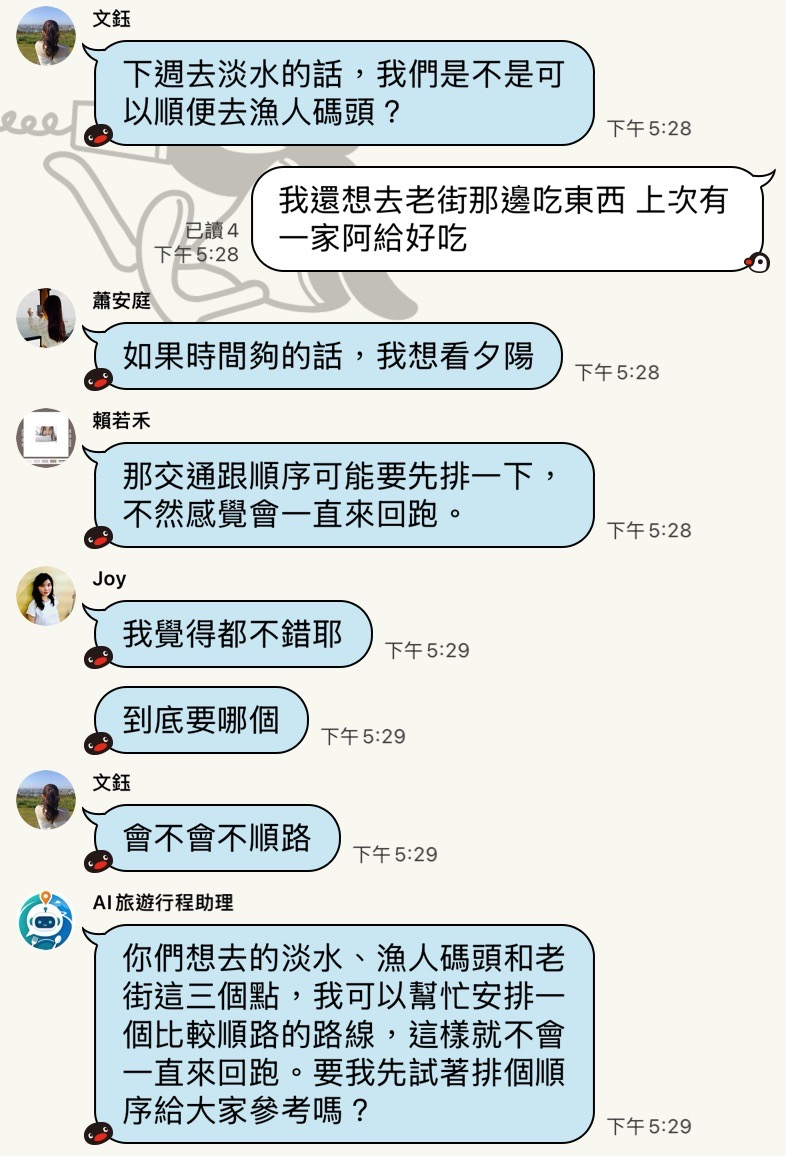 文鈺
下週去淡水的話，我們是不是可
以順便去漁人碼頭？
下午5:28
我還想去老街那邊吃東西 上次有
一家阿給好吃
已讀4
下午5:28
蕭安庭
如果時間夠的話，我想看夕陽
下午5:28
賴若禾
那交通跟順序可能要先排一下，
不然感覺會一直來回跑。
下午5:28
Joy
我覺得都不錯耶
下午5:29
到底要哪個
下午5:29
文鈺
會不會不順路
下午5:29
AI旅遊行程助理
你們想去的淡水、漁人碼頭和老
街這三個點，我可以幫忙安排一
個比較順路的路線，這樣就不會
一直來回跑。要我先試著排個順
序給大家參考嗎？
下午5:29